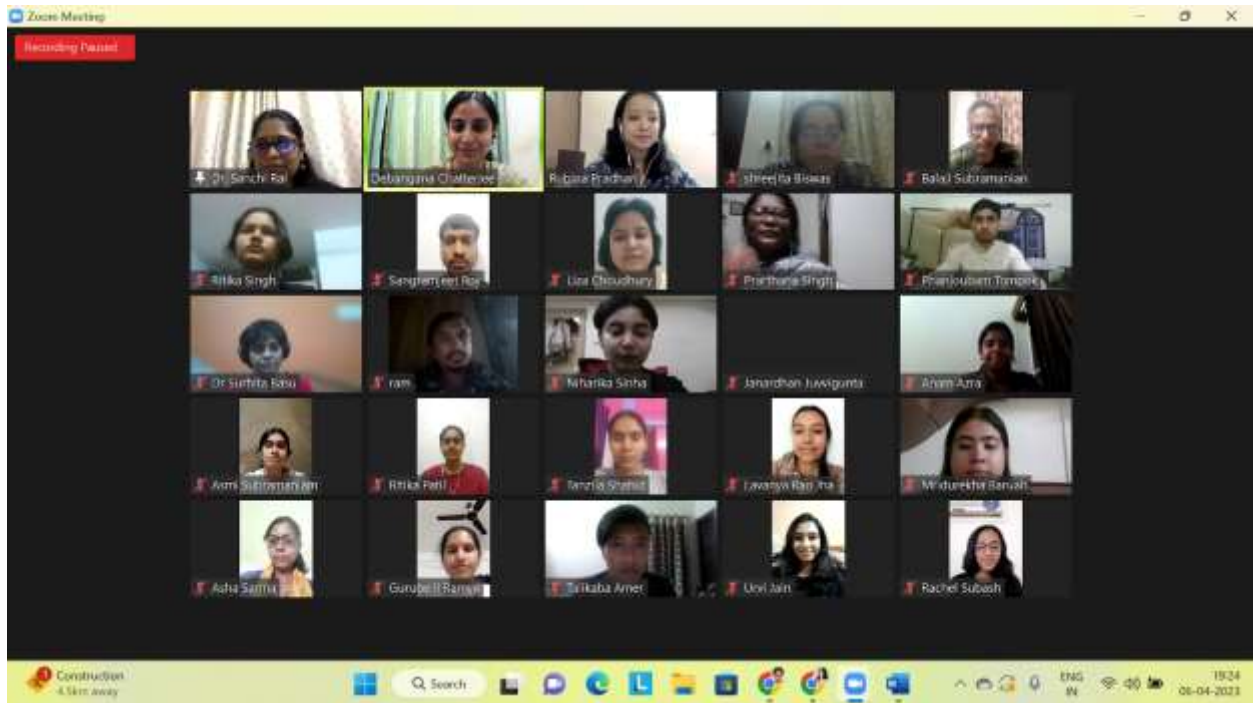 Zoom Meeting
Recording Paused
Dr. Sanchi Rai
Debangana Chatterjee
Rubina Pradhan
shreejita Biswas
Balaji Subramanian
Ritika Singh
Sangramjeet Roy
Liza Choudhury
Prarthana Singh
Phanjoubam
Dr Surhita Basu
ram
Niharika Sinha
Janardhan Juvvigunta
Anam Azra
Asmi Subramaniam
Ritika Patil
Tanzila Shahid
Lavanya Rao Jha
Mridurekha Baruah
Asha Sarma
Ramya
Talikaba Amer
Urvi Jain
Rachel Subash
Construction
4.5km away
Search
ENG
IN
19:24
06-04-2023